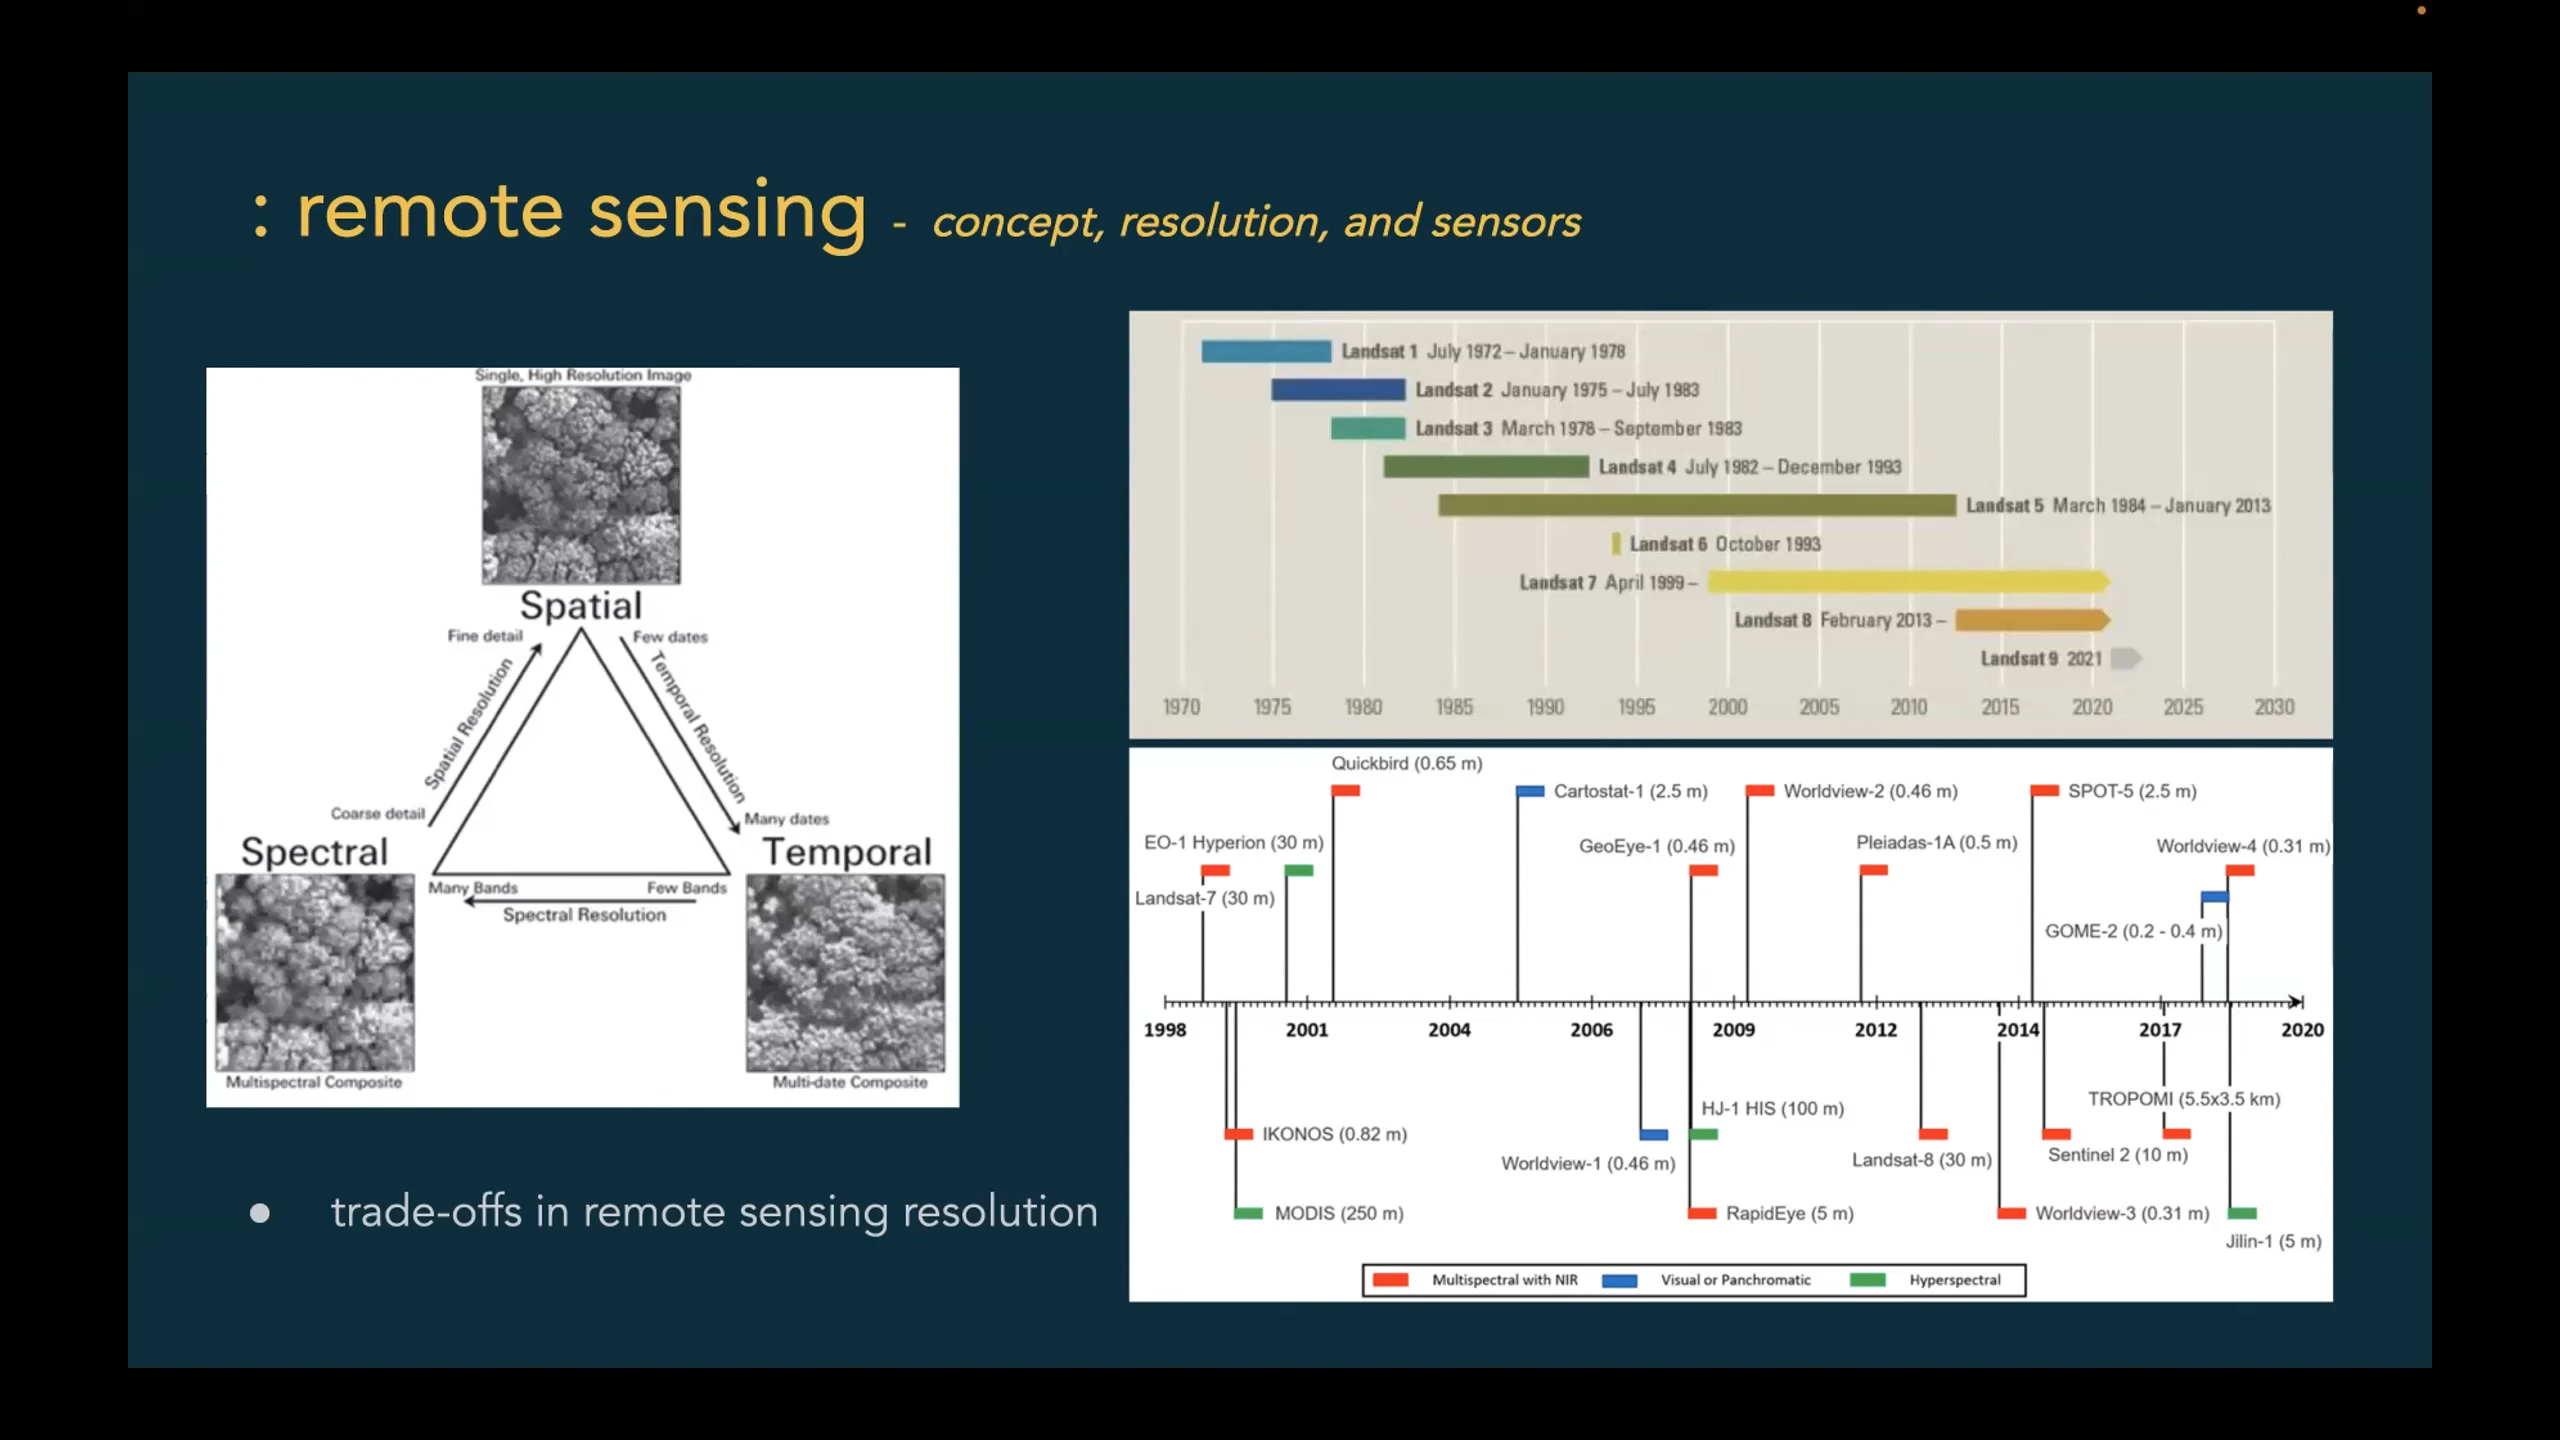 : remote sensing - concept, resolution, and sensors
Single, High Resolution Image
Spatial
Fine detail
Few dates
Spatial Resolution
Temporal Resolution
Coarse detail
Many dates
Spectral
Temporal
Many Bands
Few Bands
Spectral Resolution
Multispectral Composite
Multi-date Composite
● trade-offs in remote sensing resolution
Landsat 1 July 1972 – January 1978
Landsat 2 January 1975 – July 1983
Landsat 3 March 1978 – September 1983
Landsat 4 July 1982 – December 1993
Landsat 5 March 1984 – January 2013
Landsat 6 October 1993
Landsat 7 April 1999 –
Landsat 8 February 2013 –
Landsat 9 2021
1970 1975 1980 1985 1990 1995 2000 2005 2010 2015 2020 2025 2030
Quickbird (0.65 m)
Cartostat-1 (2.5 m)
Worldview-2 (0.46 m)
SPOT-5 (2.5 m)
EO-1 Hyperion (30 m)
GeoEye-1 (0.46 m)
Pleiadas-1A (0.5 m)
Worldview-4 (0.31 m)
Landsat-7 (30 m)
GOME-2 (0.2 - 0.4 m)
1998 2001 2004 2006 2009 2012 2014 2017 2020
TROPOMI (5.5x3.5 km)
HJ-1 HIS (100 m)
IKONOS (0.82 m)
Worldview-1 (0.46 m)
Landsat-8 (30 m)
Sentinel 2 (10 m)
MODIS (250 m)
RapidEye (5 m)
Worldview-3 (0.31 m)
Jilin-1 (5 m)
Multispectral with NIR
Visual or Panchromatic
Hyperspectral